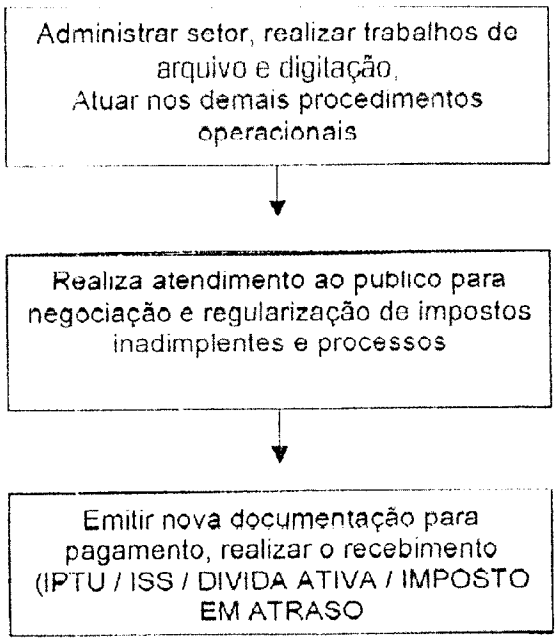 Administrar setor, realizar trabalhos de
arquivo e digitação,
Atuar nos demais procedimentos
operacionais
Realiza atendimento ao publico para
negociação e regularização de impostos
inadimplentes e processos
Emitir nova documentação para
pagamento, realizar o recebimento
(IPTU / ISS / DIVIDA ATIVA / IMPOSTO
EM ATRASO